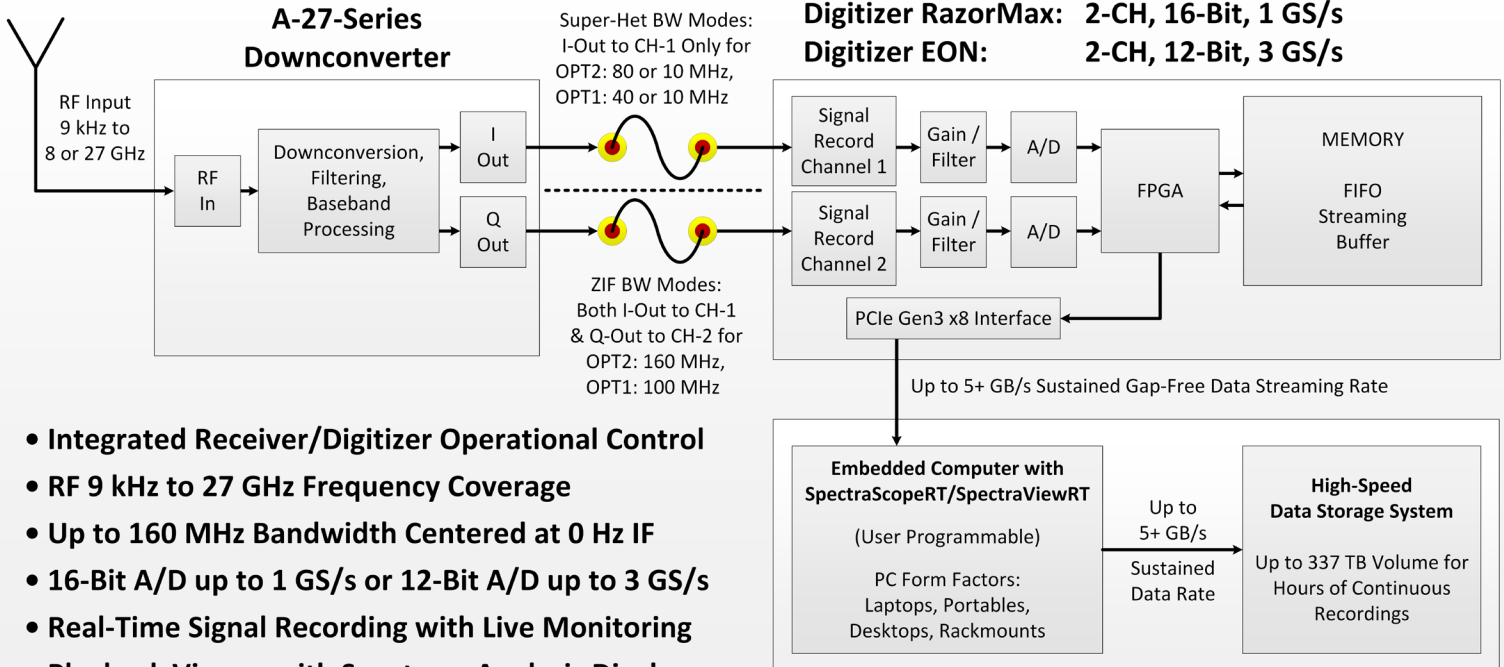 A-27-Series
Downconverter
Super-Het BW Modes:
I-Out to CH-1 Only for
OPT2: 80 or 10 MHz,
OPT1: 40 or 10 MHz
Digitizer RazorMax: 2-CH, 16-Bit, 1 GS/s
Digitizer EON: 2-CH, 12-Bit, 3 GS/s
RF Input
9 kHz to
8 or 27 GHz
RF
In
Downconversion,
Filtering,
Baseband
Processing
I
Out
Q
Out
Signal
Record
Channel 1
Gain /
Filter
A/D
Signal
Record
Channel 2
Gain /
Filter
A/D
FPGA
MEMORY
FIFO
Streaming
Buffer
ZIF BW Modes:
Both I-Out to CH-1
& Q-Out to CH-2 for
OPT2: 160 MHz,
OPT1: 100 MHz
PCIe Gen3 x8 Interface
Up to 5+ GB/s Sustained Gap-Free Data Streaming Rate
• Integrated Receiver/Digitizer Operational Control
• RF 9 kHz to 27 GHz Frequency Coverage
• Up to 160 MHz Bandwidth Centered at 0 Hz IF
• 16-Bit A/D up to 1 GS/s or 12-Bit A/D up to 3 GS/s
• Real-Time Signal Recording with Live Monitoring
Embedded Computer with
SpectraScopeRT/SpectraViewRT
(User Programmable)
PC Form Factors:
Laptops, Portables,
Desktops, Rackmounts
Up to
5+ GB/s
Sustained
Data Rate
High-Speed
Data Storage System
Up to 337 TB Volume for
Hours of Continuous
Recordings